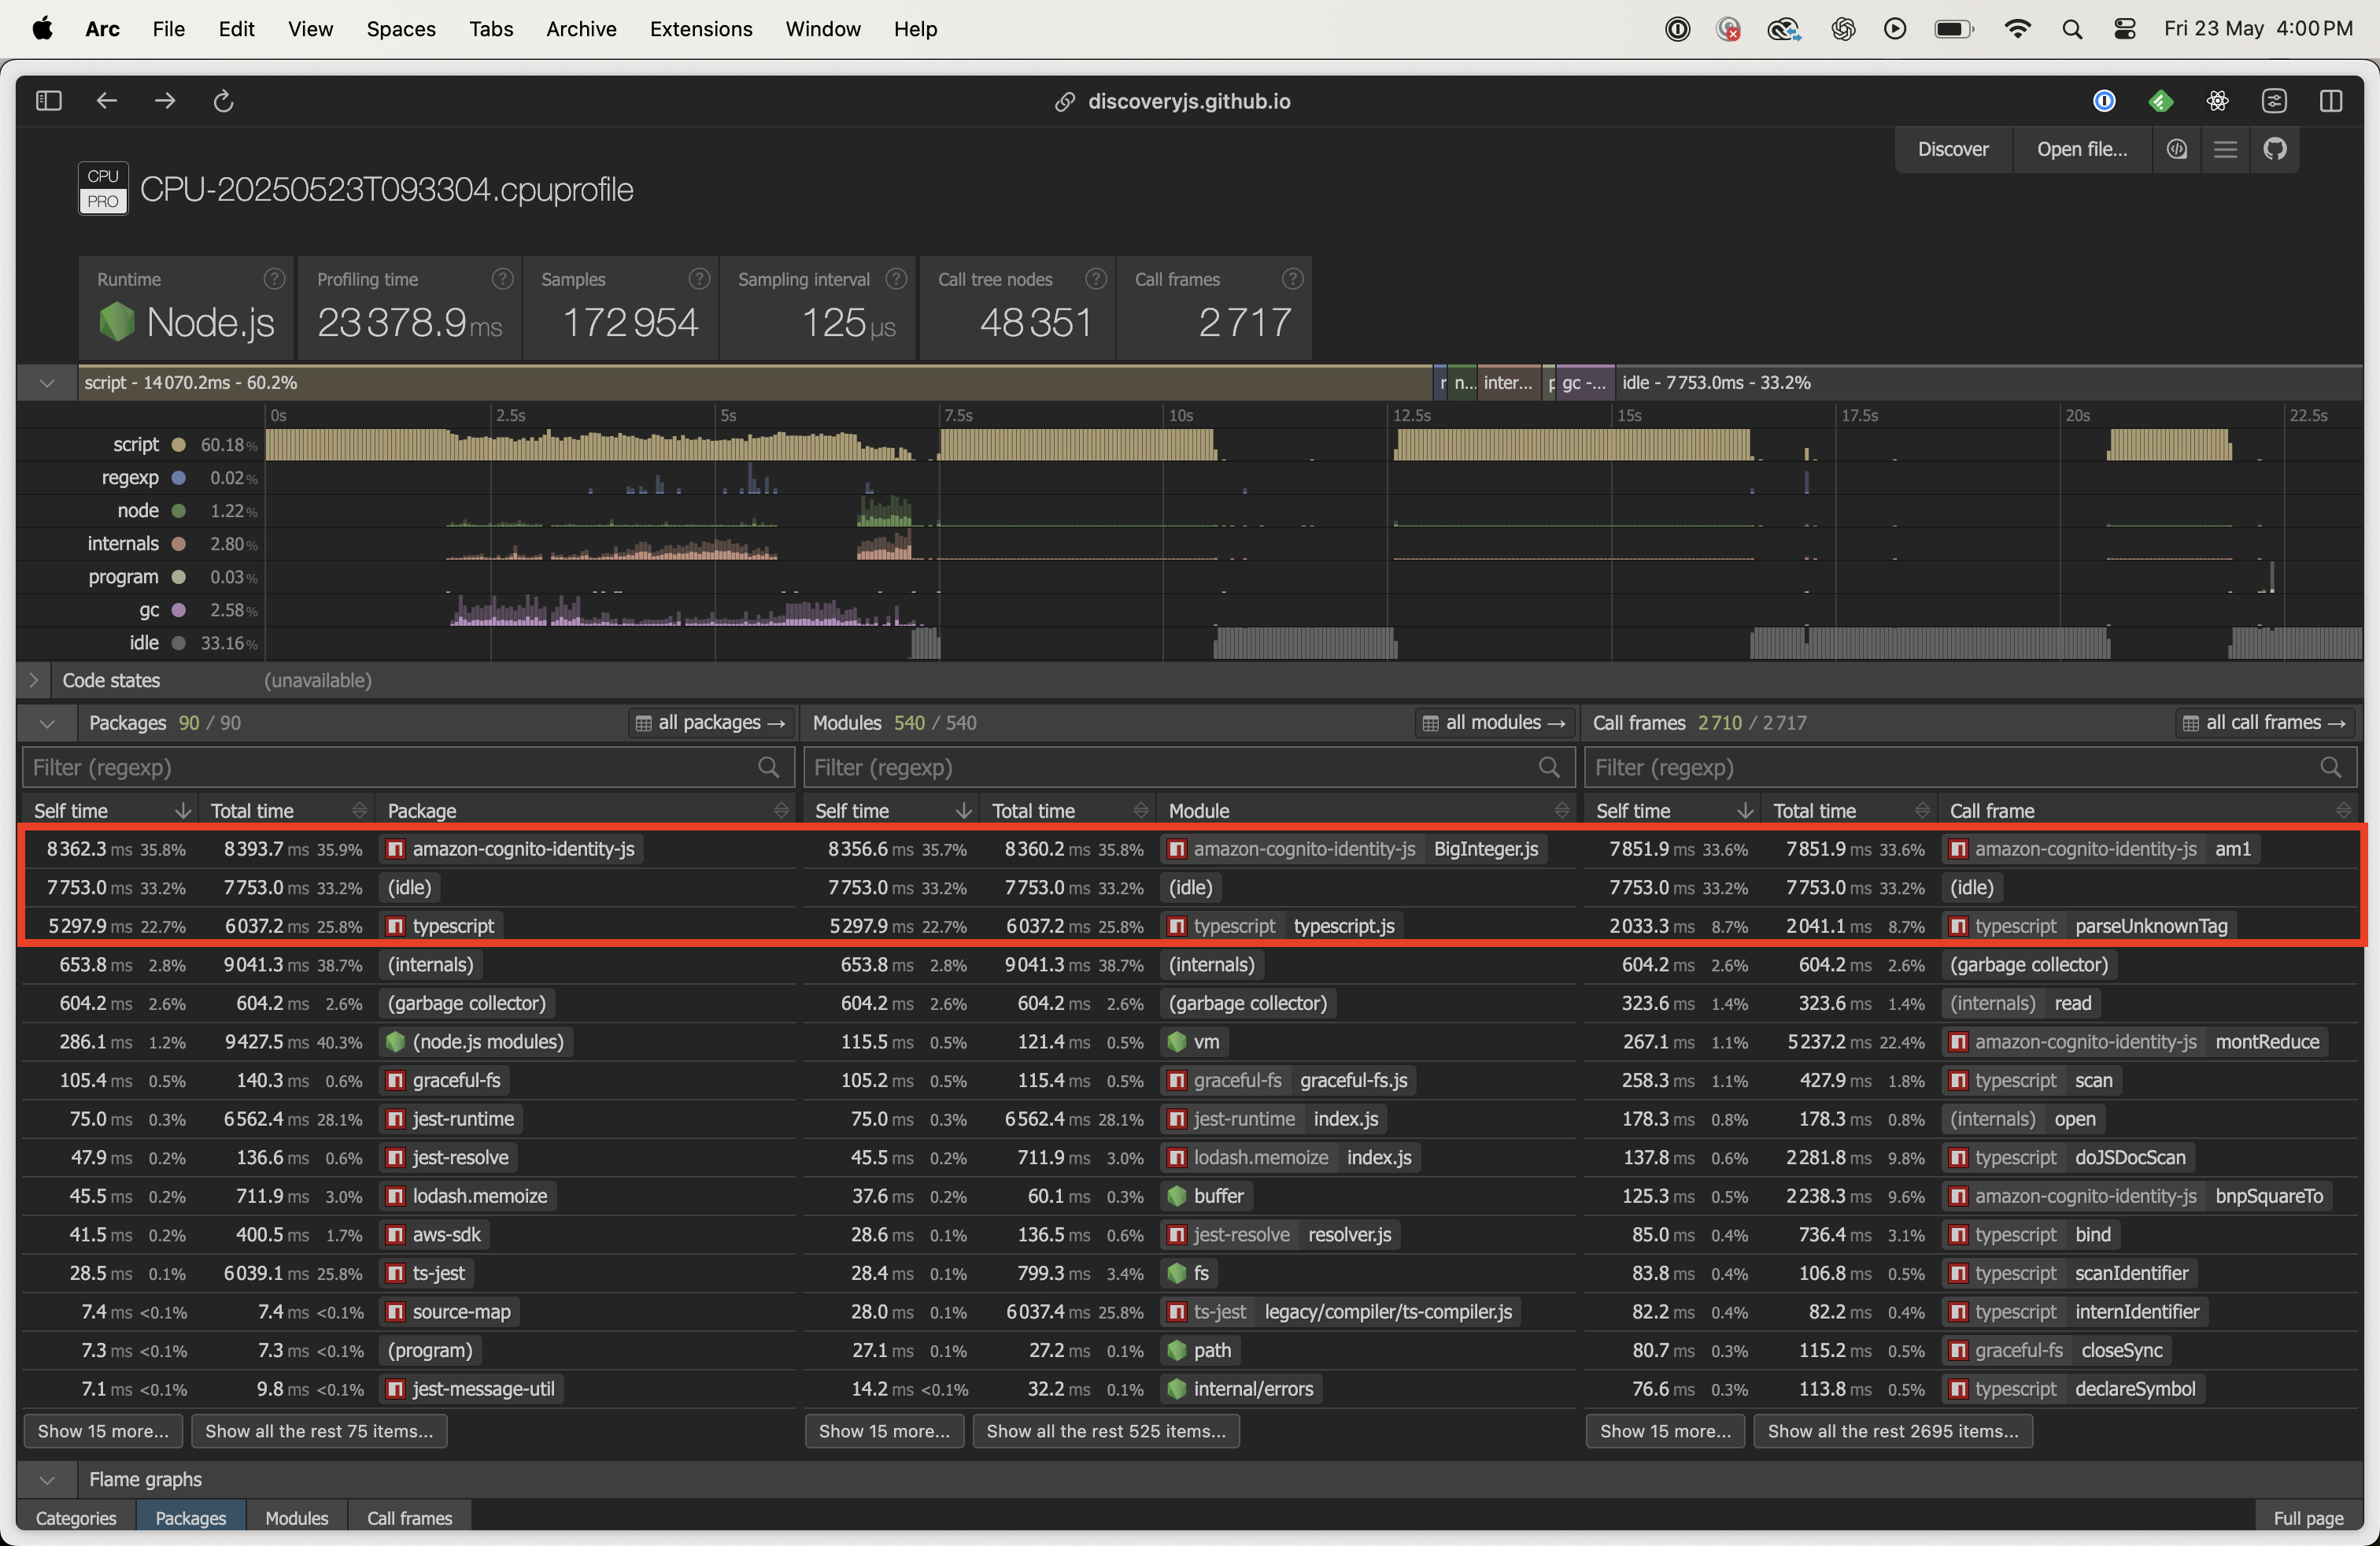 Arc File Edit View Spaces Tabs Archive Extensions Window Help Fri 23 May 4:00 PM
discoveryjs.github.io
Discover Open file...
CPU PRO CPU-20250523T093304.cpuprofile
Runtime Profiling time Samples Sampling interval Call tree nodes Call frames
Node.js 23 378.9 ms 172 954 125 µs 48 351 2 717
script - 14 070.2ms - 60.2% r n... inter... p gc -... idle - 7 753.0ms - 33.2%
0s 2.5s 5s 7.5s 10s 12.5s 15s 17.5s 20s 22.5s
script 60.18%
regexp 0.02%
node 1.22%
internals 2.80%
program 0.03%
gc 2.58%
idle 33.16%
Code states (unavailable)
Packages 90 / 90 all packages → Modules 540 / 540 all modules → Call frames 2 710 / 2 717 all call frames →
Filter (regexp) Filter (regexp) Filter (regexp)
Self time Total time Package Self time Total time Module Self time Total time Call frame
8 362.3 ms 35.8% 8 393.7 ms 35.9% amazon-cognito-identity-js 8 356.6 ms 35.7% 8 360.2 ms 35.8% amazon-cognito-identity-js BigInteger.js 7 851.9 ms 33.6% 7 851.9 ms 33.6% amazon-cognito-identity-js am1
7 753.0 ms 33.2% 7 753.0 ms 33.2% (idle) 7 753.0 ms 33.2% 7 753.0 ms 33.2% (idle) 7 753.0 ms 33.2% 7 753.0 ms 33.2% (idle)
5 297.9 ms 22.7% 6 037.2 ms 25.8% typescript 5 297.9 ms 22.7% 6 037.2 ms 25.8% typescript typescript.js 2 033.3 ms 8.7% 2 041.1 ms 8.7% typescript parseUnknownTag
653.8 ms 2.8% 9 041.3 ms 38.7% (internals) 653.8 ms 2.8% 9 041.3 ms 38.7% (internals) 604.2 ms 2.6% 604.2 ms 2.6% (garbage collector)
604.2 ms 2.6% 604.2 ms 2.6% (garbage collector) 604.2 ms 2.6% 604.2 ms 2.6% (garbage collector) 323.6 ms 1.4% 323.6 ms 1.4% (internals) read
286.1 ms 1.2% 9 427.5 ms 40.3% (node.js modules) 115.5 ms 0.5% 121.4 ms 0.5% vm 267.1 ms 1.1% 5 237.2 ms 22.4% amazon-cognito-identity-js montReduce
105.4 ms 0.5% 140.3 ms 0.6% graceful-fs 105.2 ms 0.5% 115.4 ms 0.5% graceful-fs graceful-fs.js 258.3 ms 1.1% 427.9 ms 1.8% typescript scan
75.0 ms 0.3% 6 562.4 ms 28.1% jest-runtime 75.0 ms 0.3% 6 562.4 ms 28.1% jest-runtime index.js 178.3 ms 0.8% 178.3 ms 0.8% (internals) open
47.9 ms 0.2% 136.6 ms 0.6% jest-resolve 45.5 ms 0.2% 711.9 ms 3.0% lodash.memoize index.js 137.8 ms 0.6% 2 281.8 ms 9.8% typescript doJSDocScan
45.5 ms 0.2% 711.9 ms 3.0% lodash.memoize 37.6 ms 0.2% 60.1 ms 0.3% buffer 125.3 ms 0.5% 2 238.3 ms 9.6% amazon-cognito-identity-js bnpSquareTo
41.5 ms 0.2% 400.5 ms 1.7% aws-sdk 28.6 ms 0.1% 136.5 ms 0.6% jest-resolve resolver.js 85.0 ms 0.4% 736.4 ms 3.1% typescript bind
28.5 ms 0.1% 6 039.1 ms 25.8% ts-jest 28.4 ms 0.1% 799.3 ms 3.4% fs 83.8 ms 0.4% 106.8 ms 0.5% typescript scanIdentifier
7.4 ms <0.1% 7.4 ms <0.1% source-map 28.0 ms 0.1% 6 037.4 ms 25.8% ts-jest legacy/compiler/ts-compiler.js 82.2 ms 0.4% 82.2 ms 0.4% typescript internIdentifier
7.3 ms <0.1% 7.3 ms <0.1% (program) 27.1 ms 0.1% 27.2 ms 0.1% path 80.7 ms 0.3% 115.2 ms 0.5% graceful-fs closeSync
7.1 ms <0.1% 9.8 ms <0.1% jest-message-util 14.2 ms <0.1% 32.2 ms 0.1% internal/errors 76.6 ms 0.3% 113.8 ms 0.5% typescript declareSymbol
Show 15 more... Show all the rest 75 items... Show 15 more... Show all the rest 525 items... Show 15 more... Show all the rest 2695 items...
Flame graphs
Categories Packages Modules Call frames Full page